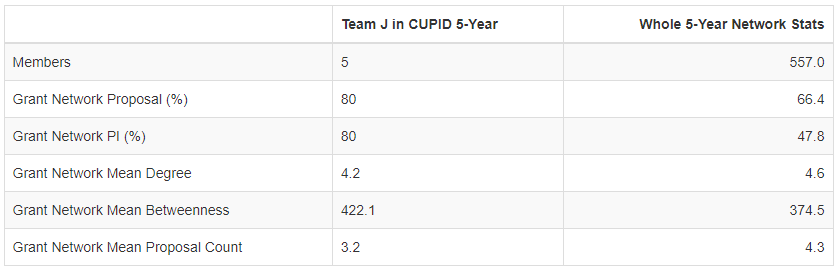 Team J in CUPID 5-Year Whole 5-Year Network Stats
Members 5 557.0
Grant Network Proposal (%) 80 66.4
Grant Network PI (%) 80 47.8
Grant Network Mean Degree 4.2 4.6
Grant Network Mean Betweenness 422.1 374.5
Grant Network Mean Proposal Count 3.2 4.3